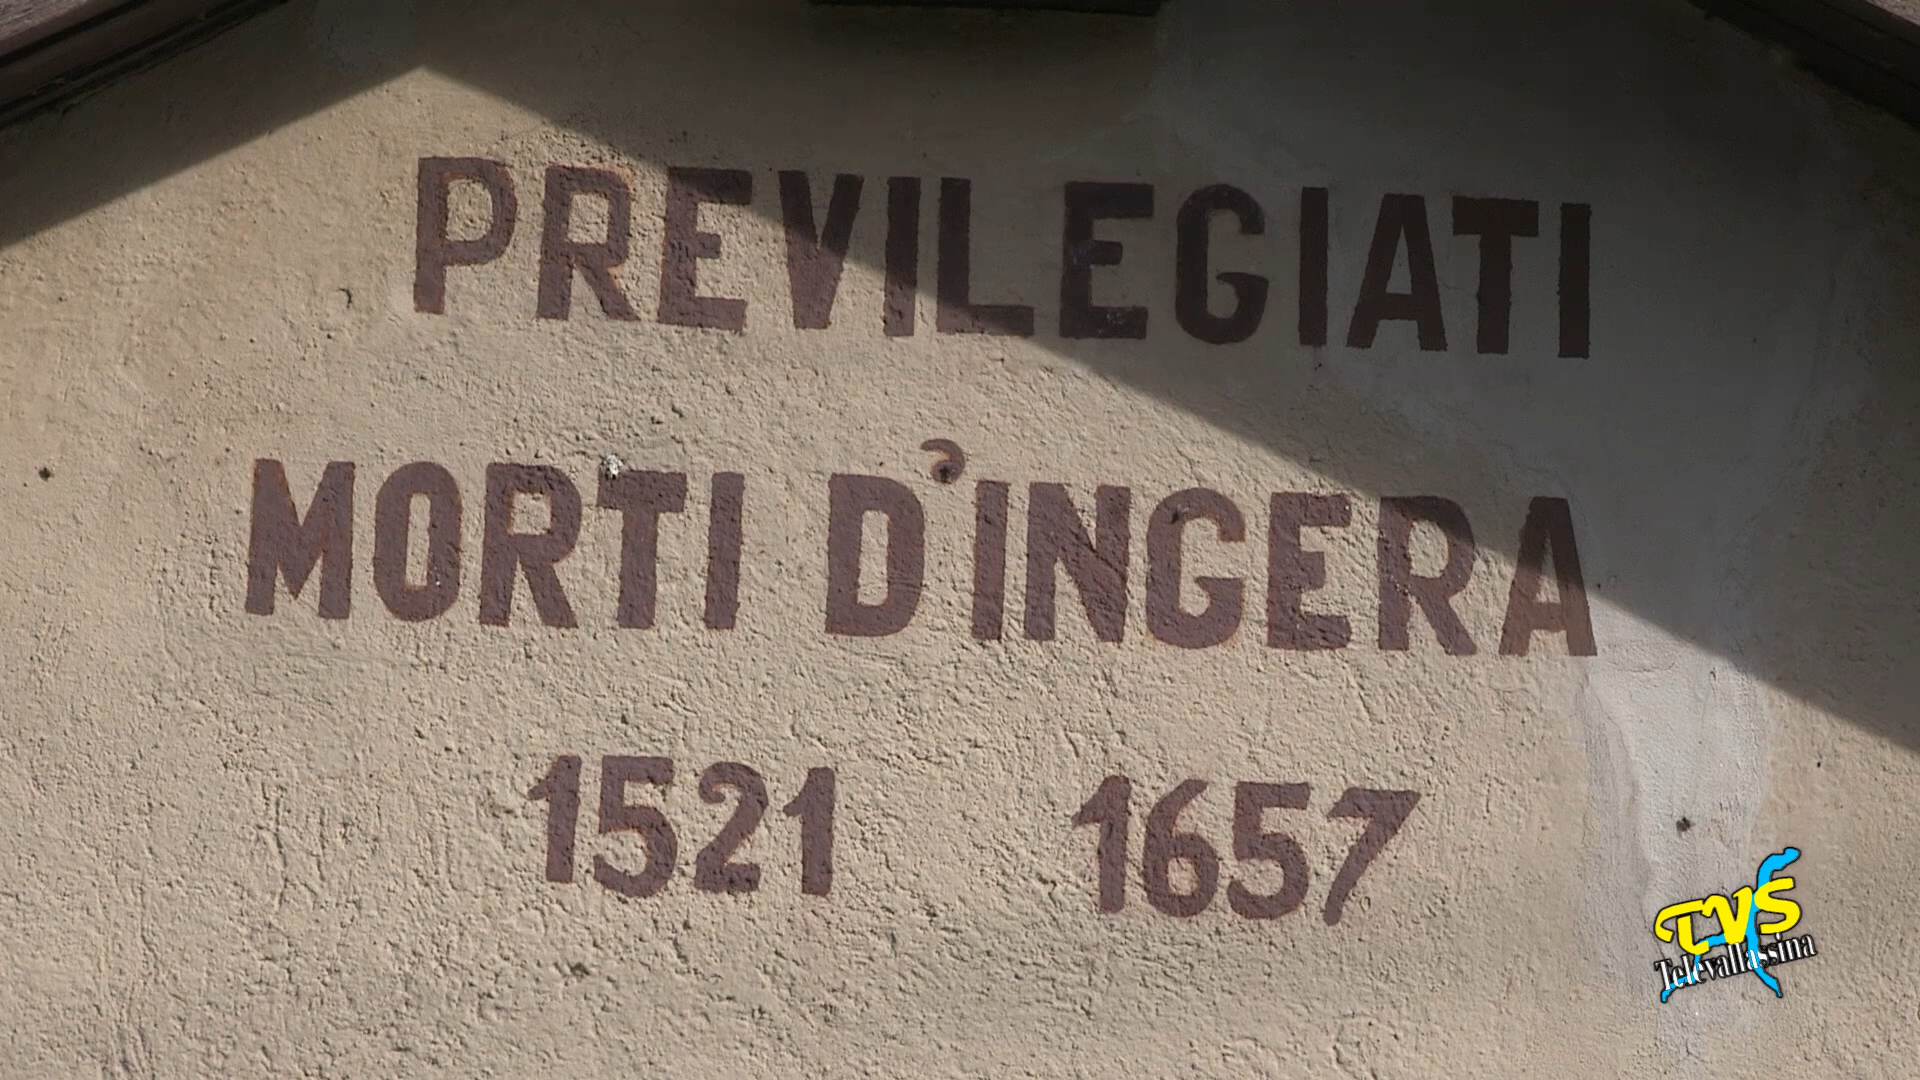 PREVILEGIATI
MORTI D'INGERA
1521 1657
TVS
Televallassina